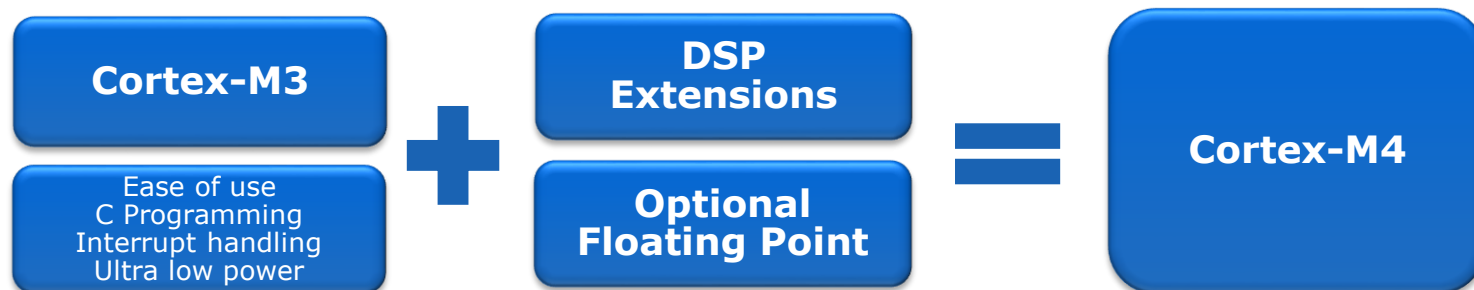 Cortex-M3
Ease of use
C Programming
Interrupt handling
Ultra low power
DSP
Extensions
Optional
Floating Point
Cortex-M4